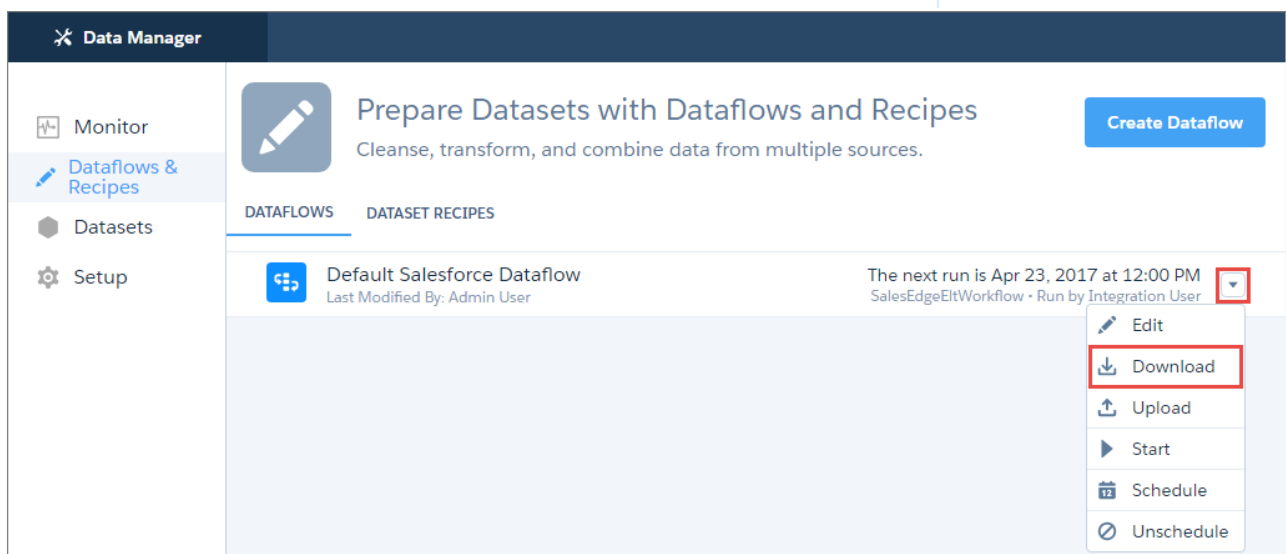 Data Manager
Monitor
Dataflows &
Recipes
Datasets
Setup
Prepare Datasets with Dataflows and Recipes
Cleanse, transform, and combine data from multiple sources.
Create Dataflow
DATAFLOWS DATASET RECIPES
Default Salesforce Dataflow
Last Modified By: Admin User
The next run is Apr 23, 2017 at 12:00 PM
SalesEdgeEltWorkflow • Run by Integration User
Edit
Download
Upload
Start
12 Schedule
Unschedule